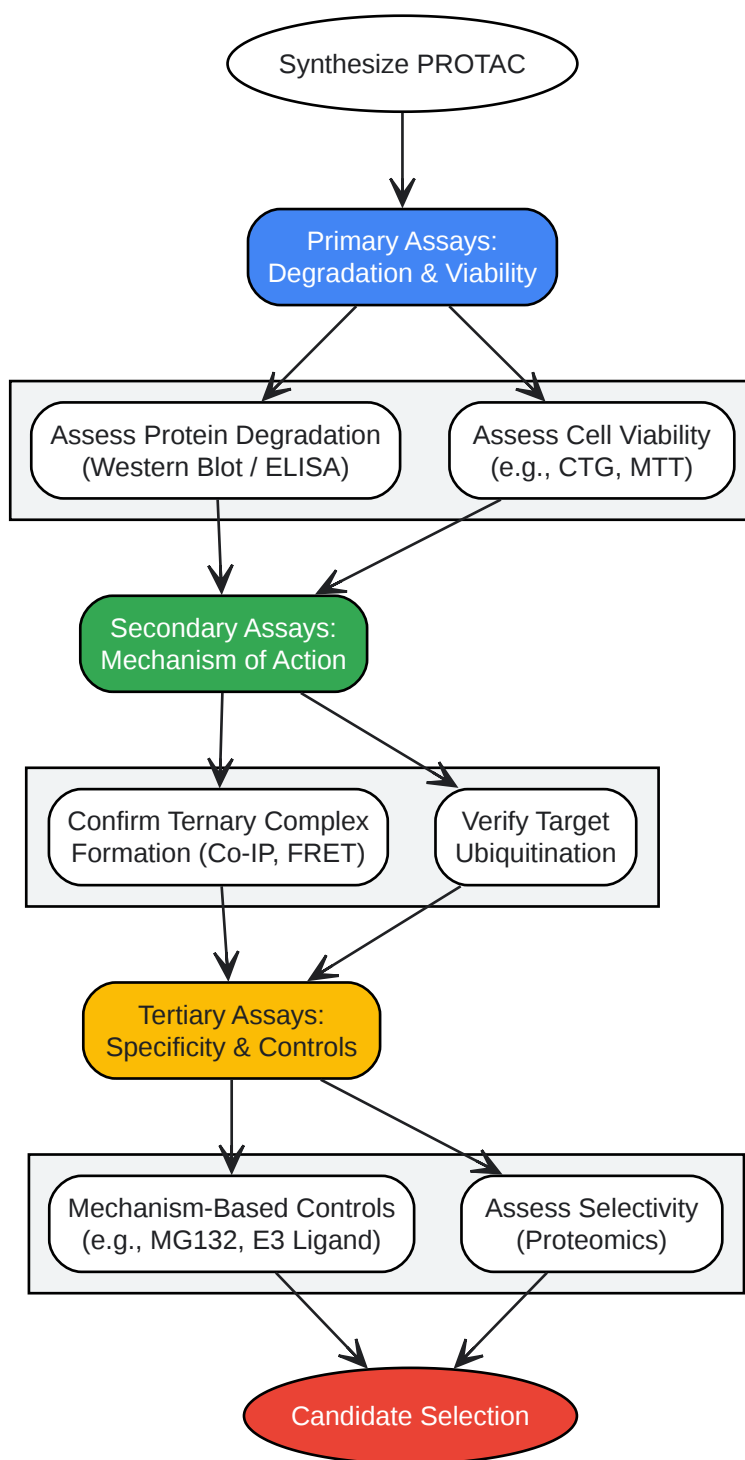 Synthesize PROTAC
Primary Assays:
Degradation & Viability
Assess Protein Degradation
(Western Blot / ELISA)
Assess Cell Viability
(e.g., CTG, MTT)
Secondary Assays:
Mechanism of Action
Confirm Ternary Complex
Formation (Co-IP, FRET)
Verify Target
Ubiquitination
Tertiary Assays:
Specificity & Controls
Mechanism-Based Controls
(e.g., MG132, E3 Ligand)
Assess Selectivity
(Proteomics)
Candidate Selection